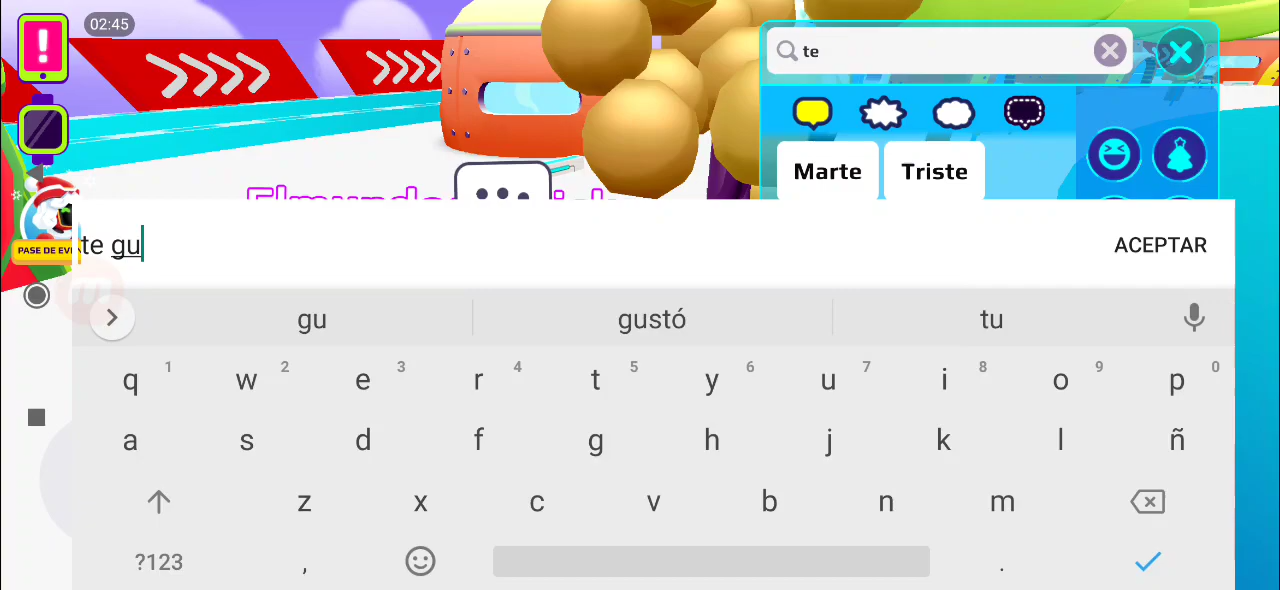 02:45
te
Marte Triste
PASE DE EV
te gu
ACEPTAR
gu gustó tu
q 1 w 2 e 3 r 4 t 5 y 6 u 7 i 8 o 9 p 0
a s d f g h j k l ñ
z x c v b n m
?123 , .